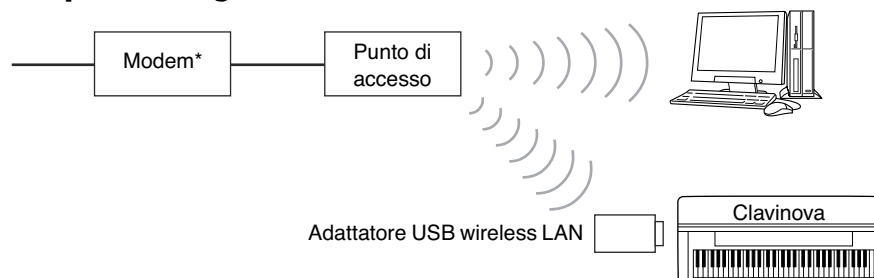 Modem*
Punto di
accesso
Adattatore USB wireless LAN
Clavinova